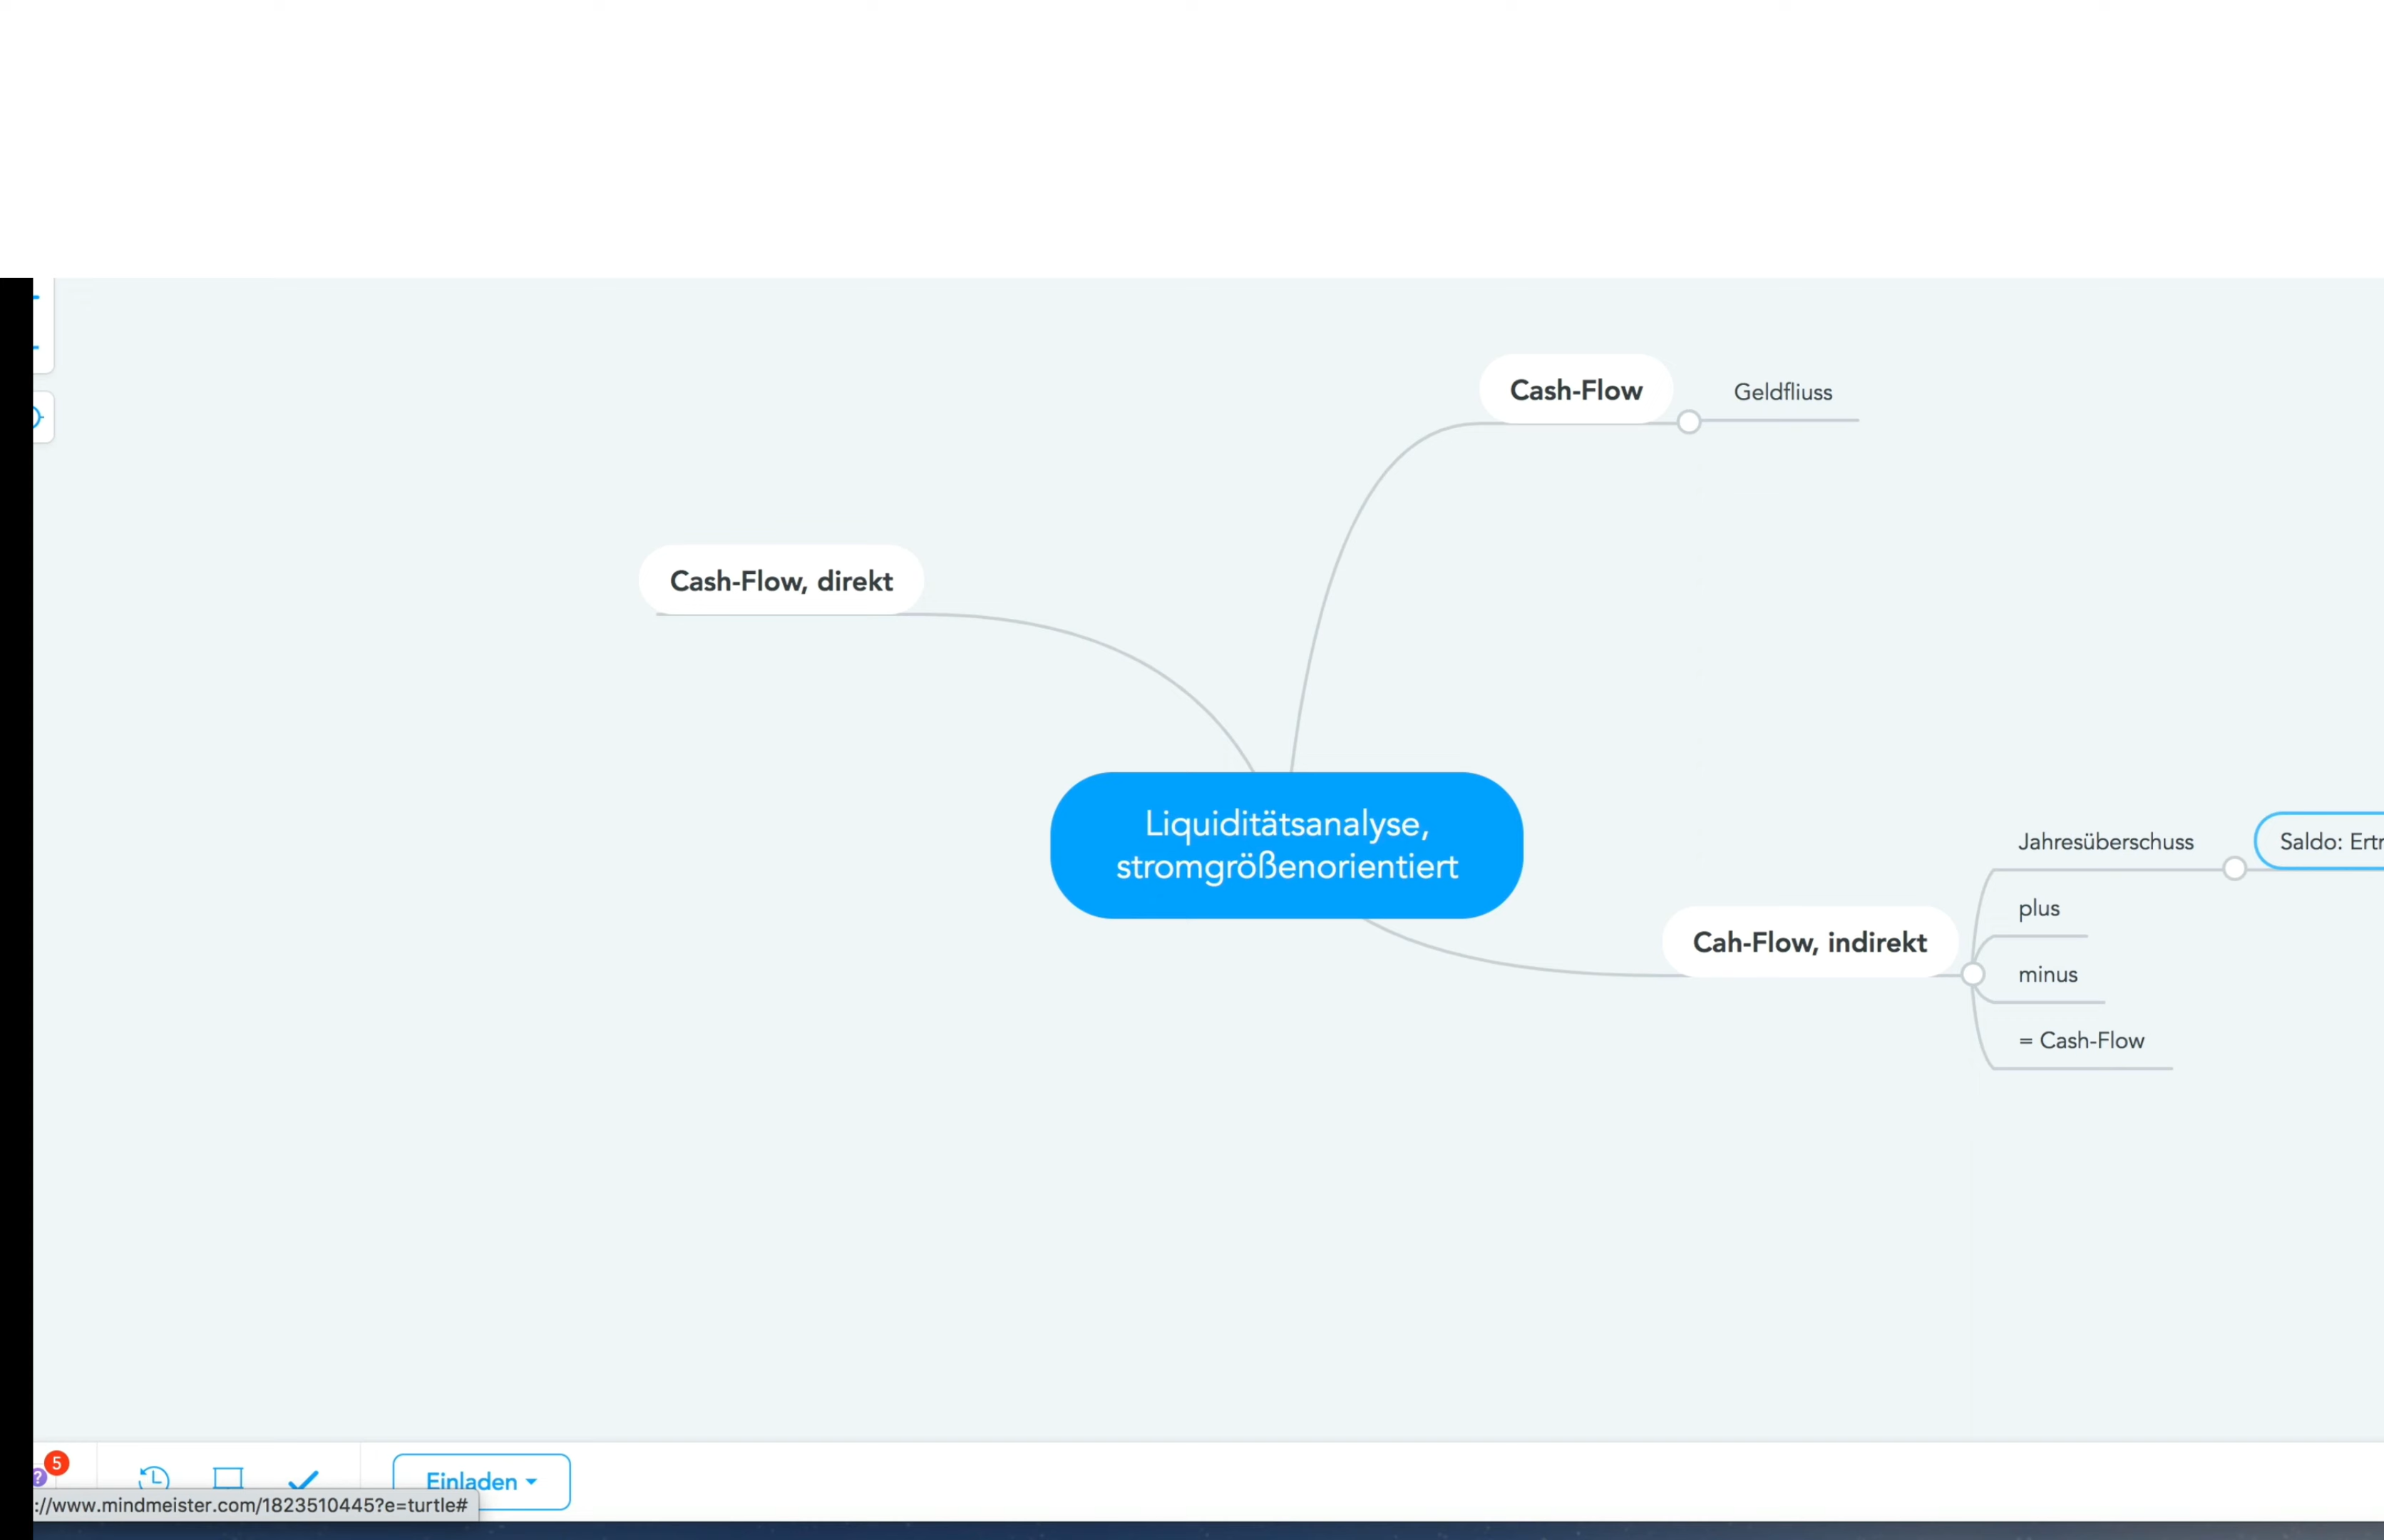 Cash-Flow
Geldfliuss
Cash-Flow, direkt
Liquiditätsanalyse,
stromgrößenorientiert
Jahresüberschuss
Saldo:
plus
Cah-Flow, indirekt
minus
= Cash-Flow
5
?
Einladen
://www.mindmeister.com/1823510445?e=turtle#